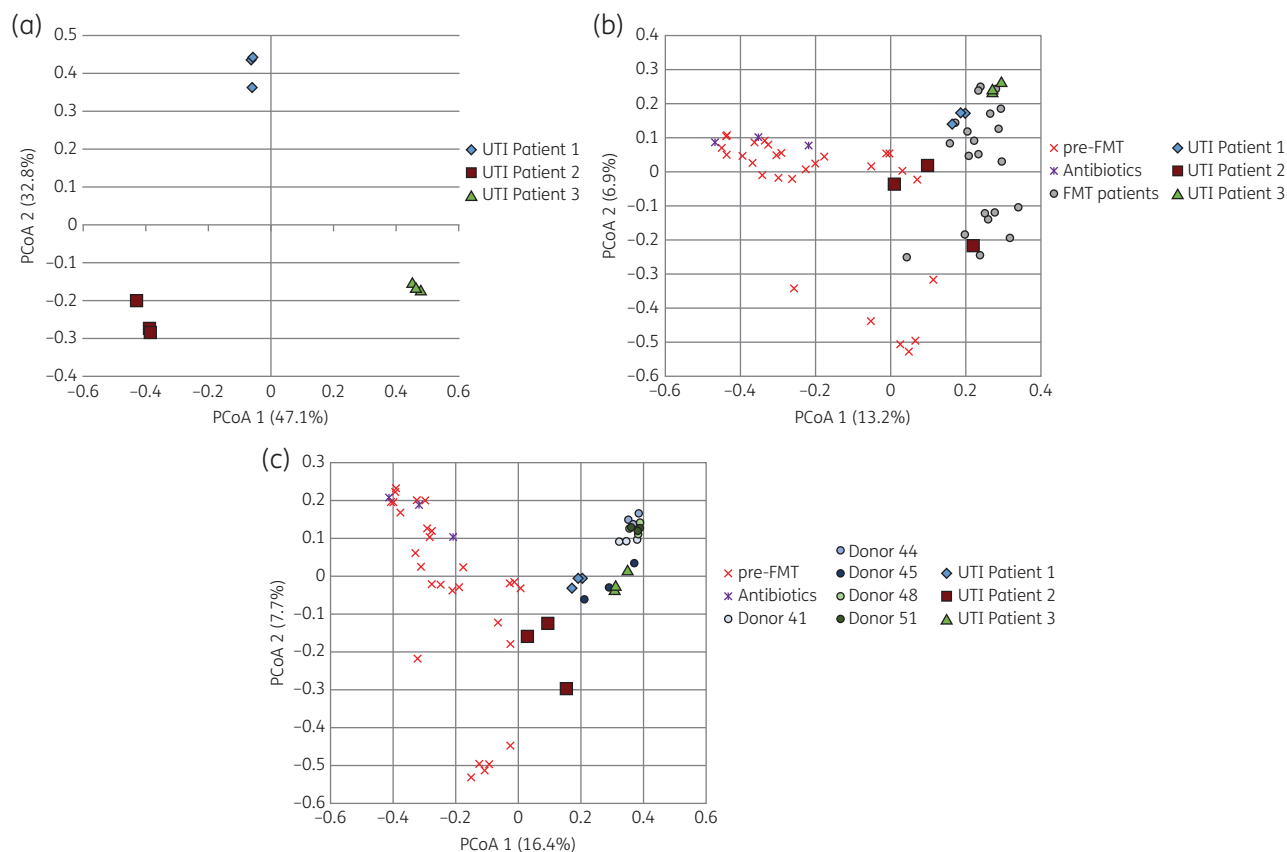 (a)
0.5
0.4
0.3
0.2
0.1
0
−0.1
−0.2
−0.3
−0.4
PCoA 2 (32.8%)
−0.6 −0.4 −0.2 0 0.2 0.4 0.6
PCoA 1 (47.1%)
UTI Patient 1
UTI Patient 2
UTI Patient 3
(b)
0.4
0.3
0.2
0.1
0
−0.1
−0.2
−0.3
−0.4
−0.5
−0.6
PCoA 2 (6.9%)
−0.6 −0.4 −0.2 0 0.2 0.4
PCoA 1 (13.2%)
pre-FMT
Antibiotics
FMT patients
UTI Patient 1
UTI Patient 2
UTI Patient 3
(c)
0.3
0.2
0.1
0
−0.1
−0.2
−0.3
−0.4
−0.5
−0.6
PCoA 2 (7.7%)
−0.6 −0.4 −0.2 0 0.2 0.4 0.6
PCoA 1 (16.4%)
pre-FMT
Antibiotics
Donor 41
Donor 44
Donor 45
Donor 48
Donor 51
UTI Patient 1
UTI Patient 2
UTI Patient 3